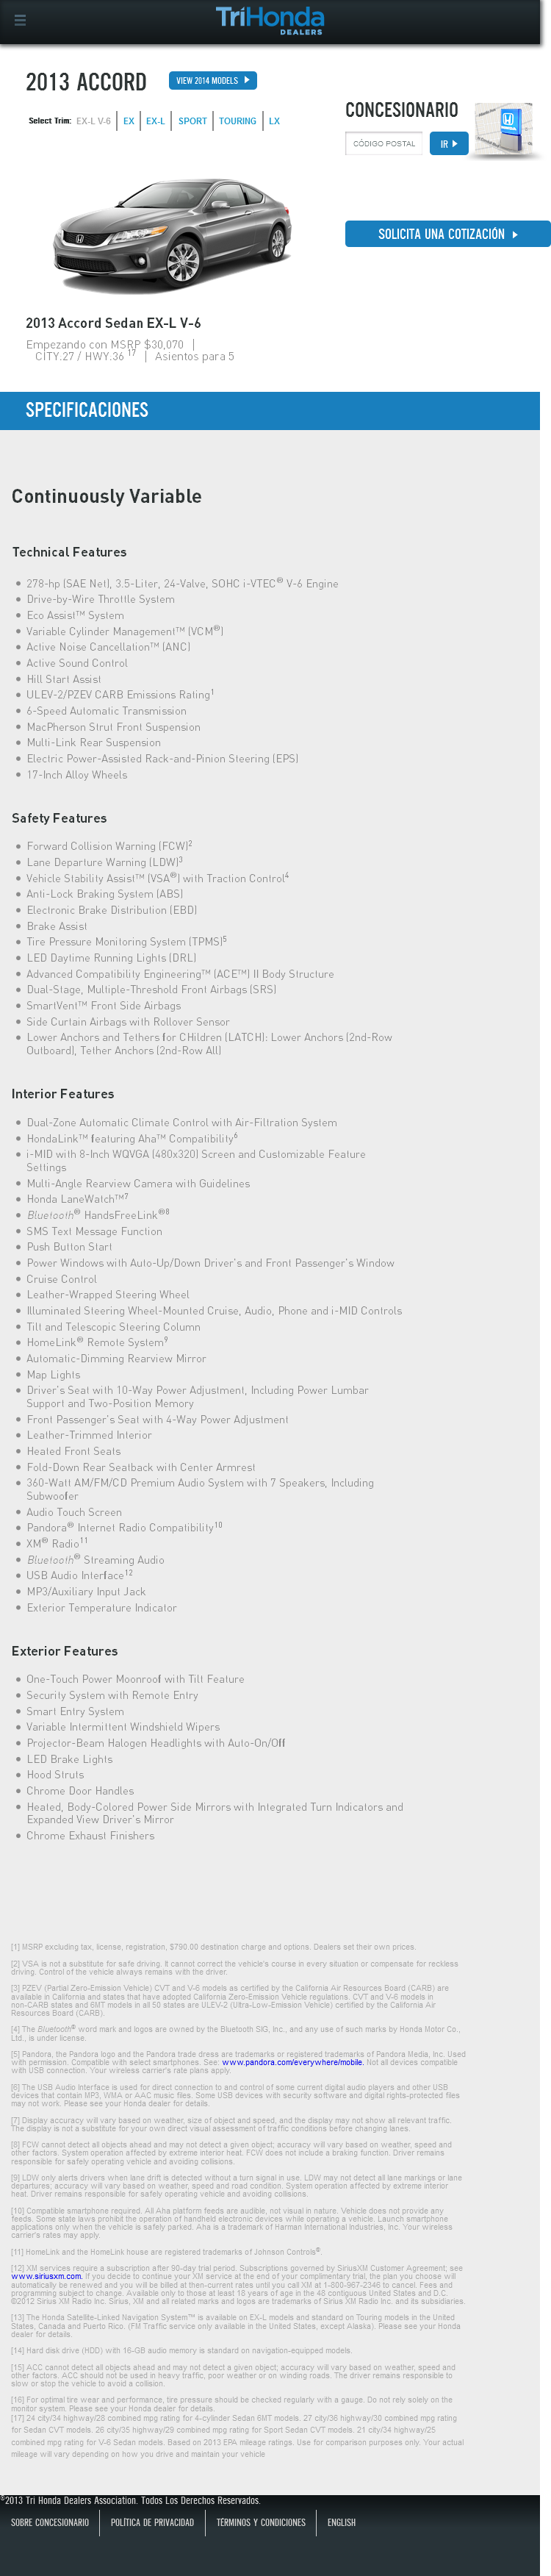 TriHonda
DEALERS
2013 ACCORD
VIEW 2014 MODELS
Select Trim: EX-L V-6 EX EX-L SPORT TOURING LX
CONCESIONARIO
CÓDIGO POSTAL
IR
SOLICITA UNA COTIZACIÓN
2013 Accord Sedan EX-L V-6
Empezando con MSRP $30,070 |
CITY.27 / HWY.36 17 | Asientos para 5
SPECIFICACIONES
Continuously Variable
Technical Features
278-hp (SAE Net), 3.5-Liter, 24-Valve, SOHC i-VTEC® V-6 Engine
Drive-by-Wire Throttle System
Eco Assist™ System
Variable Cylinder Management™ (VCM®)
Active Noise Cancellation™ (ANC)
Active Sound Control
Hill Start Assist
ULEV-2/PZEV CARB Emissions Rating1
6-Speed Automatic Transmission
MacPherson Strut Front Suspension
Multi-Link Rear Suspension
Electric Power-Assisted Rack-and-Pinion Steering (EPS)
17-Inch Alloy Wheels
Safety Features
Forward Collision Warning (FCW)2
Lane Departure Warning (LDW)3
Vehicle Stability Assist™ (VSA®) with Traction Control4
Anti-Lock Braking System (ABS)
Electronic Brake Distribution (EBD)
Brake Assist
Tire Pressure Monitoring System (TPMS)5
LED Daytime Running Lights (DRL)
Advanced Compatibility Engineering™ (ACE™) II Body Structure
Dual-Stage, Multiple-Threshold Front Airbags (SRS)
SmartVent™ Front Side Airbags
Side Curtain Airbags with Rollover Sensor
Lower Anchors and Tethers for CHildren (LATCH): Lower Anchors (2nd-Row
Outboard), Tether Anchors (2nd-Row All)
Interior Features
Dual-Zone Automatic Climate Control with Air-Filtration System
HondaLink™ featuring Aha™ Compatibility6
i-MID with 8-Inch WQVGA (480x320) Screen and Customizable Feature
Settings
Multi-Angle Rearview Camera with Guidelines
Honda LaneWatch™7
Bluetooth® HandsFreeLink®8
SMS Text Message Function
Push Button Start
Power Windows with Auto-Up/Down Driver's and Front Passenger's Window
Cruise Control
Leather-Wrapped Steering Wheel
Illuminated Steering Wheel-Mounted Cruise, Audio, Phone and i-MID Controls
Tilt and Telescopic Steering Column
HomeLink® Remote System9
Automatic-Dimming Rearview Mirror
Map Lights
Driver's Seat with 10-Way Power Adjustment, Including Power Lumbar
Support and Two-Position Memory
Front Passenger's Seat with 4-Way Power Adjustment
Leather-Trimmed Interior
Heated Front Seats
Fold-Down Rear Seatback with Center Armrest
360-Watt AM/FM/CD Premium Audio System with 7 Speakers, Including
Subwoofer
Audio Touch Screen
Pandora® Internet Radio Compatibility10
XM® Radio11
Bluetooth® Streaming Audio
USB Audio Interface12
MP3/Auxiliary Input Jack
Exterior Temperature Indicator
Exterior Features
One-Touch Power Moonroof with Tilt Feature
Security System with Remote Entry
Smart Entry System
Variable Intermittent Windshield Wipers
Projector-Beam Halogen Headlights with Auto-On/Off
LED Brake Lights
Hood Struts
Chrome Door Handles
Heated, Body-Colored Power Side Mirrors with Integrated Turn Indicators and
Expanded View Driver's Mirror
Chrome Exhaust Finishers
[1] MSRP excluding tax, license, registration, $790.00 destination charge and options. Dealers set their own prices.
[2] VSA is not a substitute for safe driving. It cannot correct the vehicle's course in every situation or compensate for reckless
driving. Control of the vehicle always remains with the driver.
[3] PZEV (Partial Zero-Emission Vehicle) CVT and V-6 models as certified by the California Air Resources Board (CARB) are
available in California and states that have adopted California Zero-Emission Vehicle regulations. CVT and V-6 models in
non-CARB states and 6MT models in all 50 states are ULEV-2 (Ultra-Low-Emission Vehicle) certified by the California Air
Resources Board (CARB).
[4] The Bluetooth® word mark and logos are owned by the Bluetooth SIG, Inc., and any use of such marks by Honda Motor Co.,
Ltd., is under license.
[5] Pandora, the Pandora logo and the Pandora trade dress are trademarks or registered trademarks of Pandora Media, Inc. Used
with permission. Compatible with select smartphones. See: www.pandora.com/everywhere/mobile. Not all devices compatible
with USB connection. Your wireless carrier's rate plans apply.
[6] The USB Audio Interface is used for direct connection to and control of some current digital audio players and other USB
devices that contain MP3, WMA or AAC music files. Some USB devices with security software and digital rights-protected files
may not work. Please see your Honda dealer for details.
[7] Display accuracy will vary based on weather, size of object and speed, and the display may not show all relevant traffic.
The display is not a substitute for your own direct visual assessment of traffic conditions before changing lanes.
[8] FCW cannot detect all objects ahead and may not detect a given object; accuracy will vary based on weather, speed and
other factors. System operation affected by extreme interior heat. FCW does not include a braking function. Driver remains
responsible for safely operating vehicle and avoiding collisions.
[9] LDW only alerts drivers when lane drift is detected without a turn signal in use. LDW may not detect all lane markings or lane
departures; accuracy will vary based on weather, speed and road condition. System operation affected by extreme interior
heat. Driver remains responsible for safely operating vehicle and avoiding collisions.
[10] Compatible smartphone required. All Aha platform feeds are audible, not visual in nature. Vehicle does not provide any
feeds. Some state laws prohibit the operation of handheld electronic devices while operating a vehicle. Launch smartphone
applications only when the vehicle is safely parked. Aha is a trademark of Harman International Industries, Inc. Your wireless
carrier's rates may apply.
[11] HomeLink and the HomeLink house are registered trademarks of Johnson Controls®.
[12] XM services require a subscription after 90-day trial period. Subscriptions governed by SiriusXM Customer Agreement; see
www.siriusxm.com. If you decide to continue your XM service at the end of your complimentary trial, the plan you choose will
automatically be renewed and you will be billed at then-current rates until you call XM at 1-800-967-2346 to cancel. Fees and
programming subject to change. Available only to those at least 18 years of age in the 48 contiguous United States and D.C.
©2012 Sirius XM Radio Inc. Sirius, XM and all related marks and logos are trademarks of Sirius XM Radio Inc. and its subsidiaries.
[13] The Honda Satellite-Linked Navigation System™ is available on EX-L models and standard on Touring models in the United
States, Canada and Puerto Rico. (FM Traffic service only available in the United States, except Alaska). Please see your Honda
dealer for details.
[14] Hard disk drive (HDD) with 16-GB audio memory is standard on navigation-equipped models.
[15] ACC cannot detect all objects ahead and may not detect a given object; accuracy will vary based on weather, speed and
other factors. ACC should not be used in heavy traffic, poor weather or on winding roads. The driver remains responsible to
slow or stop the vehicle to avoid a collision.
[16] For optimal tire wear and performance, tire pressure should be checked regularly with a gauge. Do not rely solely on the
monitor system. Please see your Honda dealer for details.
[17] 24 city/34 highway/28 combined mpg rating for 4-cylinder Sedan 6MT models. 27 city/36 highway/30 combined mpg rating
for Sedan CVT models. 26 city/35 highway/29 combined mpg rating for Sport Sedan CVT models. 21 city/34 highway/25
combined mpg rating for V-6 Sedan models. Based on 2013 EPA mileage ratings. Use for comparison purposes only. Your actual
mileage will vary depending on how you drive and maintain your vehicle
®2013 Tri Honda Dealers Association. Todos Los Derechos Reservados.
SOBRE CONCESIONARIO POLÍTICA DE PRIVACIDAD TÉRMINOS Y CONDICIONES ENGLISH